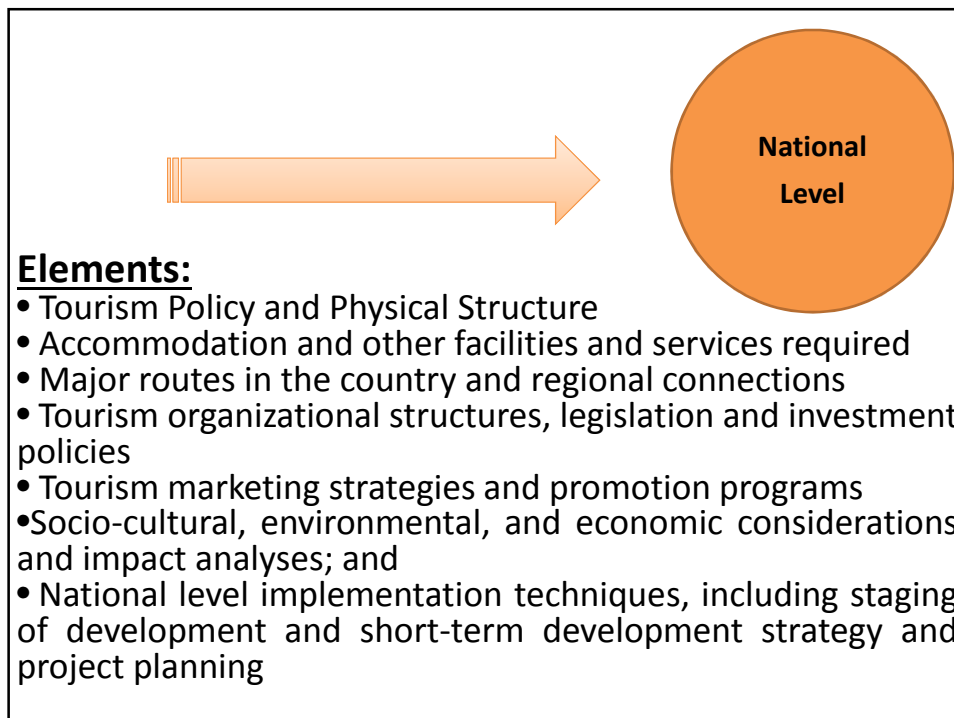 National
Level
Elements:
• Tourism Policy and Physical Structure
• Accommodation and other facilities and services required
• Major routes in the country and regional connections
• Tourism organizational structures, legislation and investment
policies
• Tourism marketing strategies and promotion programs
•Socio-cultural, environmental, and economic considerations
and impact analyses; and
• National level implementation techniques, including staging
of development and short-term development strategy and
project planning